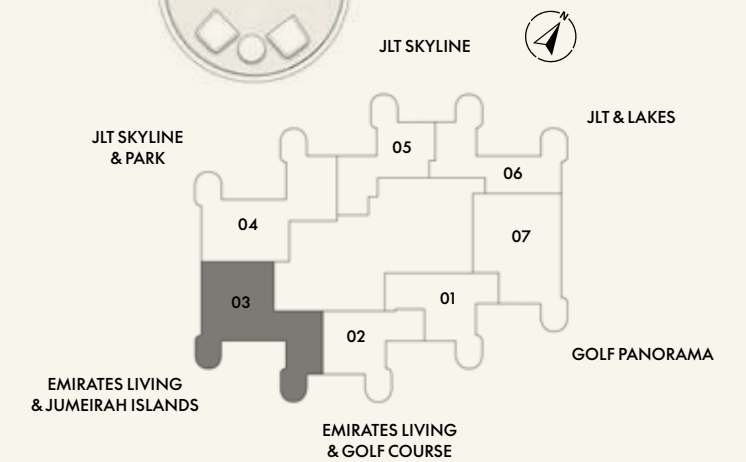 JLT SKYLINE
N
JLT & LAKES
JLT SKYLINE
& PARK
05
06
04
07
03
01
02
GOLF PANORAMA
EMIRATES LIVING
& JUMEIRAH ISLANDS
EMIRATES LIVING
& GOLF COURSE